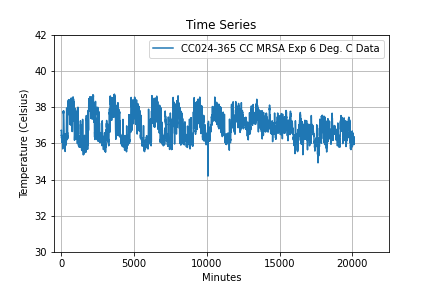 Time Series
CC024-365 CC MRSA Exp 6 Deg. C Data
Temperature (Celsius)
42
40
38
36
34
32
30
0 5000 10000 15000 20000
Minutes